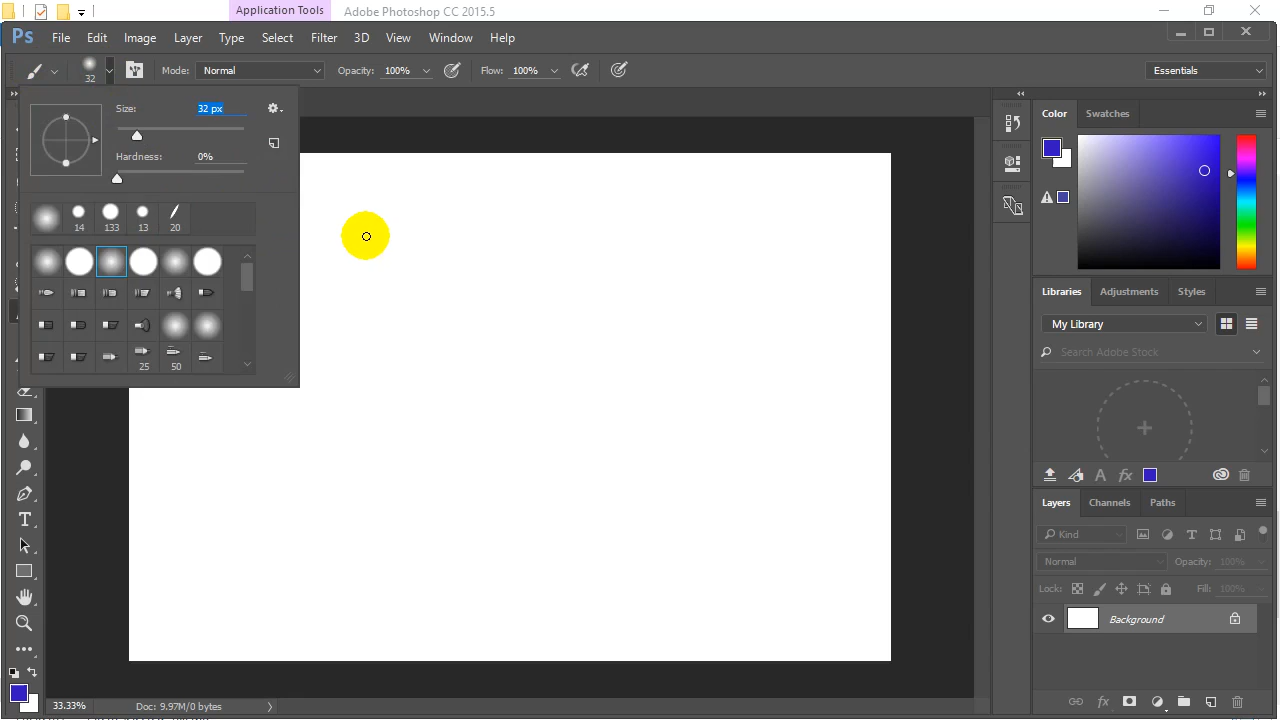 Application Tools
Adobe Photoshop CC 2015.5
Ps File Edit Image Layer Type Select Filter 3D View Window Help
32 Mode: Normal Opacity: 100% Flow: 100% Essentials
Size: 32 px
Hardness: 0%
14 133 13 20
25 50
Color Swatches
Libraries Adjustments Styles
My Library
Search Adobe Stock
Layers Channels Paths
Kind
Normal Opacity: 100%
Lock: Fill: 100%
Background
33.33% Doc: 9.97M/0 bytes